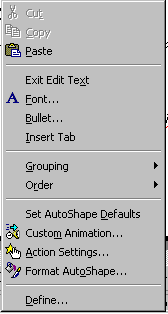 Cut
Copy
Paste
Exit Edit Text
Font...
Bullet...
Insert Tab
Grouping
Order
Set AutoShape Defaults
Custom Animation...
Action Settings...
Format AutoShape...
Define...